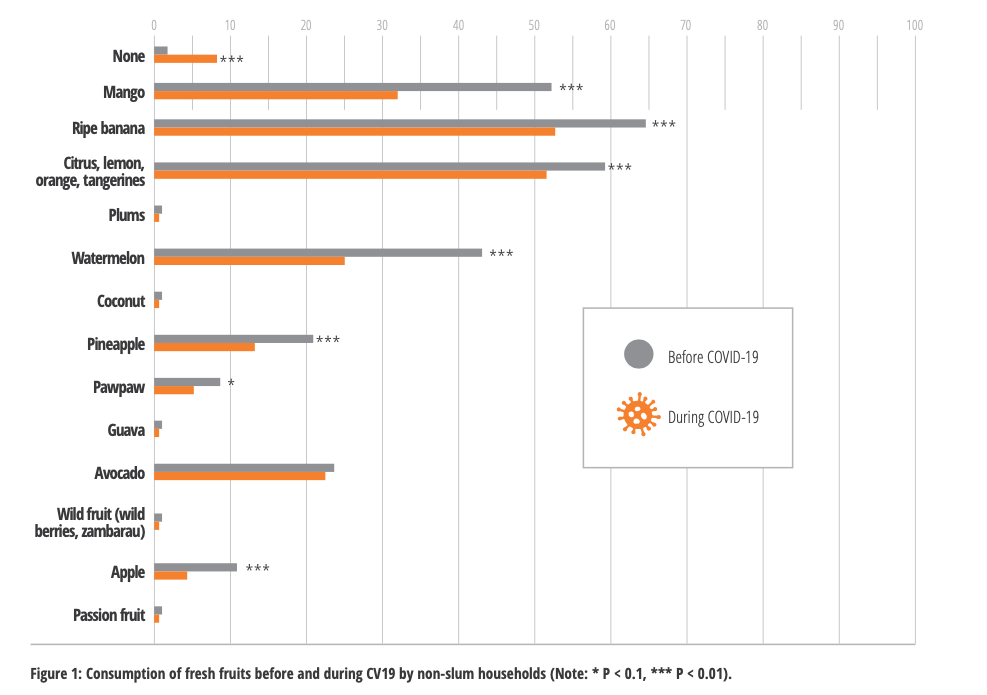 0 10 20 30 40 50 60 70 80 90 100
None ***
Mango ***
Ripe banana ***
Citrus, lemon,
orange, tangerines ***
Plums
Watermelon ***
Coconut
Pineapple ***
Before COVID-19
Pawpaw *
During COVID-19
Guava
Avocado
Wild fruit (wild
berries, zambarau)
Apple ***
Passion fruit
Figure 1: Consumption of fresh fruits before and during CV19 by non-slum households (Note: * P < 0.1, *** P < 0.01).